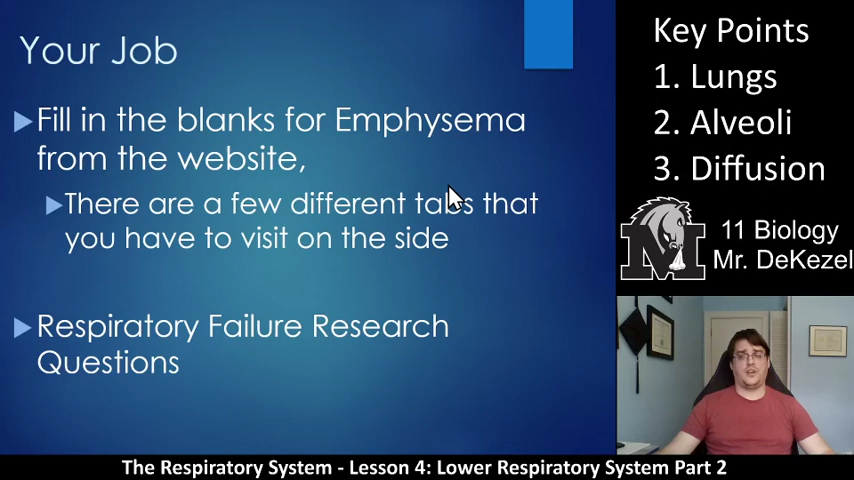 Your Job
Fill in the blanks for Emphysema
from the website,
There are a few different tabs that
you have to visit on the side
Respiratory Failure Research
Questions
Key Points
1. Lungs
2. Alveoli
3. Diffusion
M
11 Biology
Mr. DeKezel
The Respiratory System - Lesson 4: Lower Respiratory System Part 2